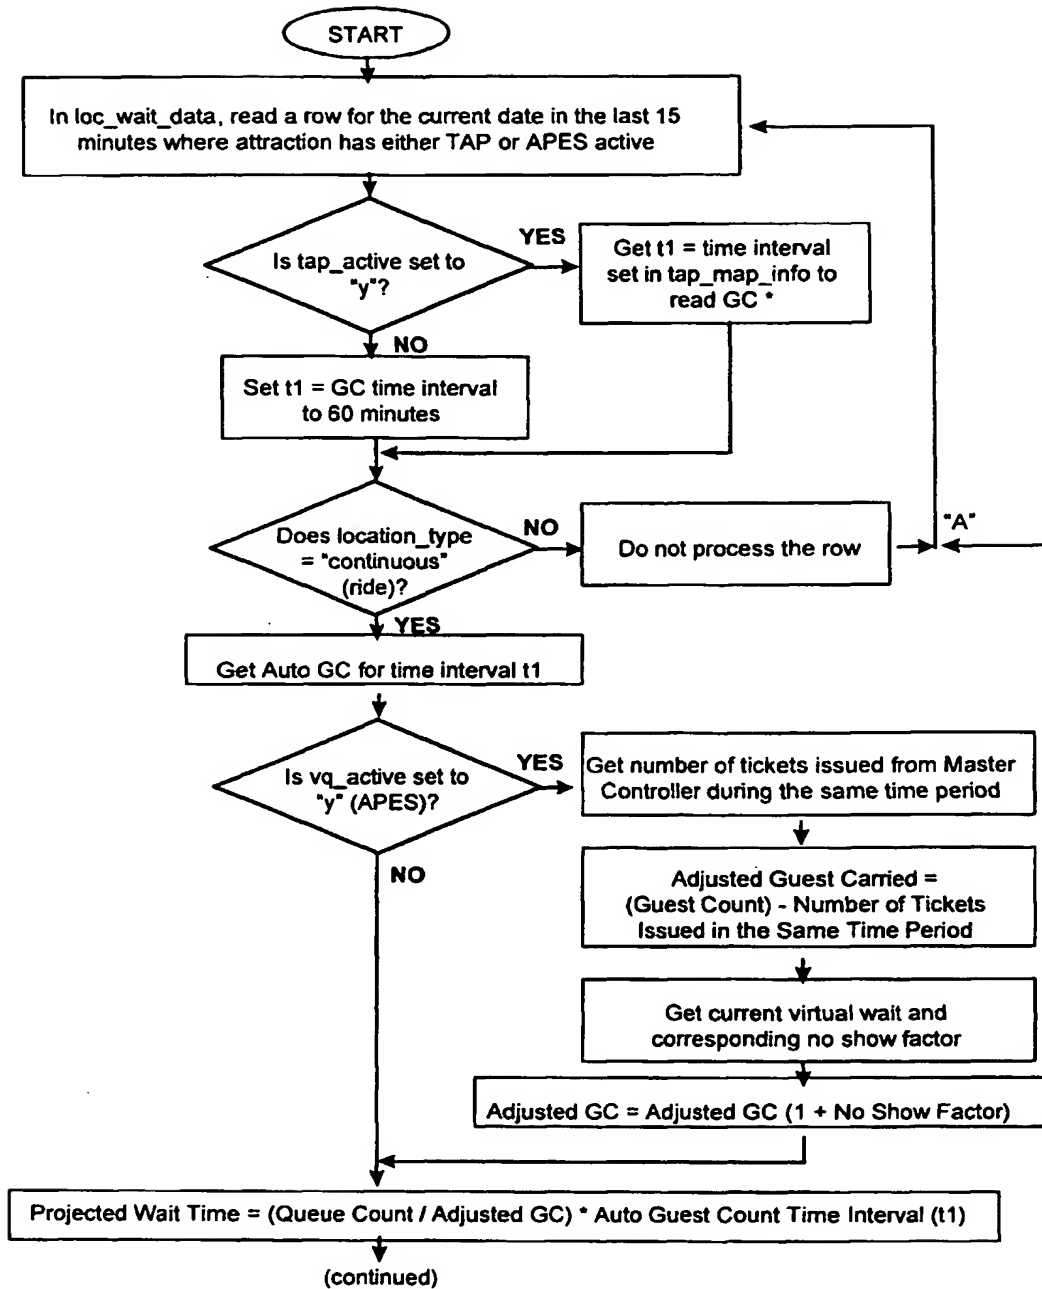 START
In loc_wait_data, read a row for the current date in the last 15
minutes where attraction has either TAP or APES active
Is tap_active set to
"y"?
YES
Get t1 = time interval
set in tap_map_info to
read GC *
NO
Set t1 = GC time interval
to 60 minutes
Does location_type
= "continuous"
(ride)?
NO
Do not process the row
"A"
YES
Get Auto GC for time interval t1
Is vq_active set to
"y" (APES)?
YES
Get number of tickets issued from Master
Controller during the same time period
NO
Adjusted Guest Carried =
(Guest Count) - Number of Tickets
Issued in the Same Time Period
Get current virtual wait and
corresponding no show factor
Adjusted GC = Adjusted GC (1 + No Show Factor)
Projected Wait Time = (Queue Count / Adjusted GC) * Auto Guest Count Time Interval (t1)
(continued)